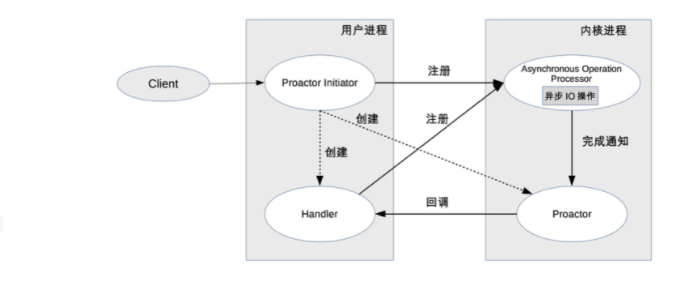 用户进程
内核进程
Client
Proactor Initiator
注册
Asynchronous Operation
Processor
异步 IO 操作
创建
注册
创建
完成通知
Handler
回调
Proactor